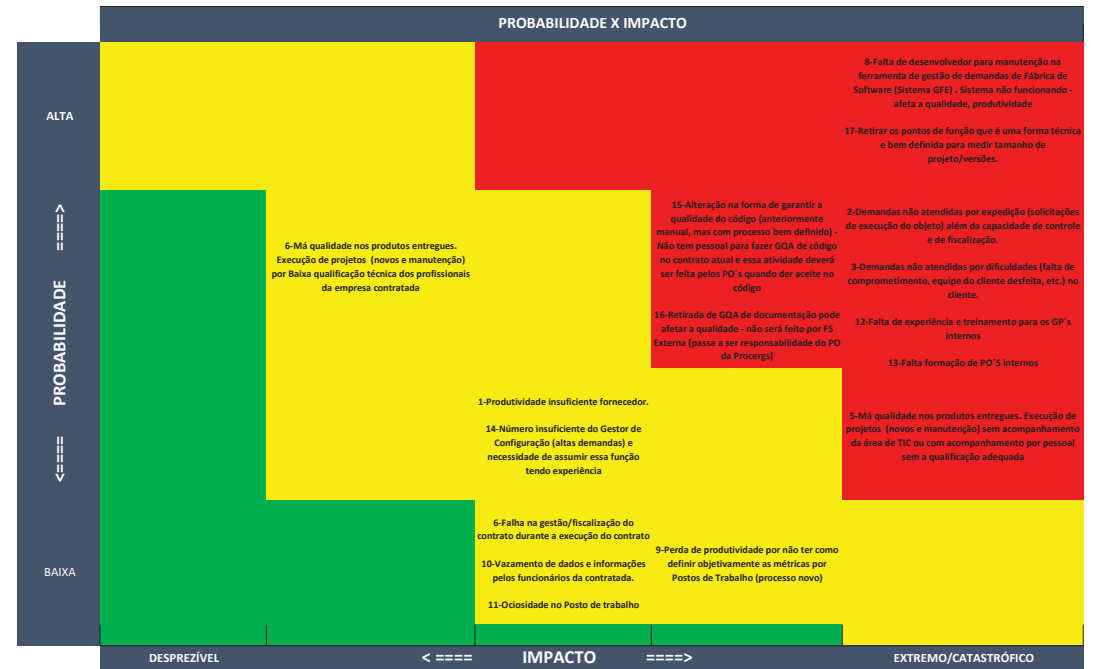 PROBABILIDADE X IMPACTO
ALTA
8-Falta de desenvolvedor para manutenção na
ferramenta de gestão de demandas de Fábrica de
Software (Sistema GFE) . Sistema não funcionando -
afeta a qualidade, produtividade
17-Retirar os pontos de função que é uma forma técnica
e bem definida para medir tamanho de
projeto/versões.
<==== PROBABILIDADE ====>
6-Má qualidade nos produtos entregues.
Execução de projetos (novos e manutenção)
por Baixa qualificação técnica dos profissionais
da empresa contratada
15-Alteração na forma de garantir a
qualidade do código (anteriormente
manual, mas com processo bem definido) -
Não tem pessoal para fazer GQA de código
no contrato atual e essa atividade deverá
ser feita pelos PO´s quando der aceite no
código
16-Retirada de GQA de documentação pode
afetar a qualidade - não será feito por FS
Externa (passa a ser responsabilidade do PO
da Procergs)
2-Demandas não atendidas por expedição (solicitações
de execução do objeto) além da capacidade de controle
e de fiscalização.
3-Demandas não atendidas por dificuldades (falta de
comprometimento, equipe do cliente desfeita, etc.) no
cliente.
12-Falta de experiência e treinamento para os GP´s
internos
13-Falta formação de PO´S internos
1-Produtividade insuficiente fornecedor.
14-Número insuficiente do Gestor de
Configuração (altas demandas) e
necessidade de assumir essa função
tendo experiência
5-Má qualidade nos produtos entregues. Execução de
projetos (novos e manutenção) sem acompanhamento
da área de TIC ou com acompanhamento por pessoal
sem a qualificação adequada
BAIXA
6-Falha na gestão/fiscalização do
contrato durante a execução do contrato
10-Vazamento de dados e informações
pelos funcionários da contratada.
11-Ociosidade no Posto de trabalho
9-Perda de produtividade por não ter como
definir objetivamente as métricas por
Postos de Trabalho (processo novo)
DESPREZÍVEL
< ==== IMPACTO ====>
EXTREMO/CATASTRÓFICO